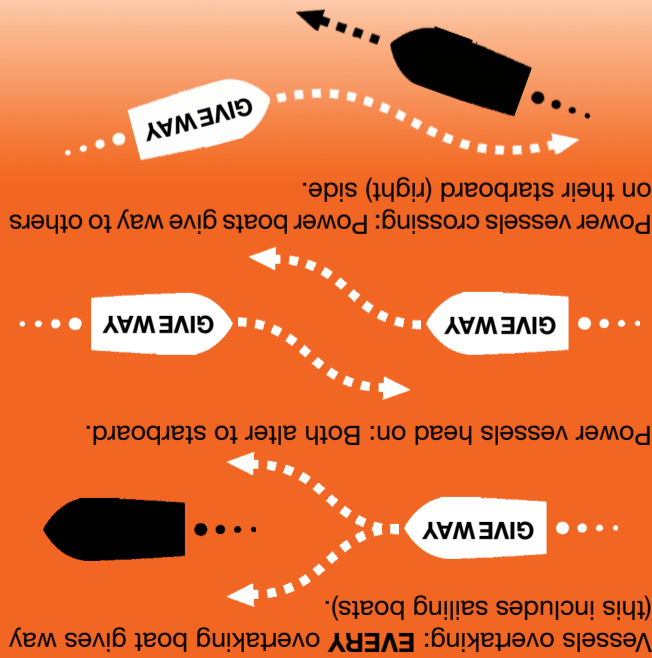 Vessels overtaking: EVERY overtaking boat gives way
(this includes sailing boats).
GIVE WAY
Power vessels head on: Both alter to starboard.
GIVE WAY
GIVE WAY
Power vessels crossing: Power boats give way to others
on their starboard (right) side.
GIVE WAY